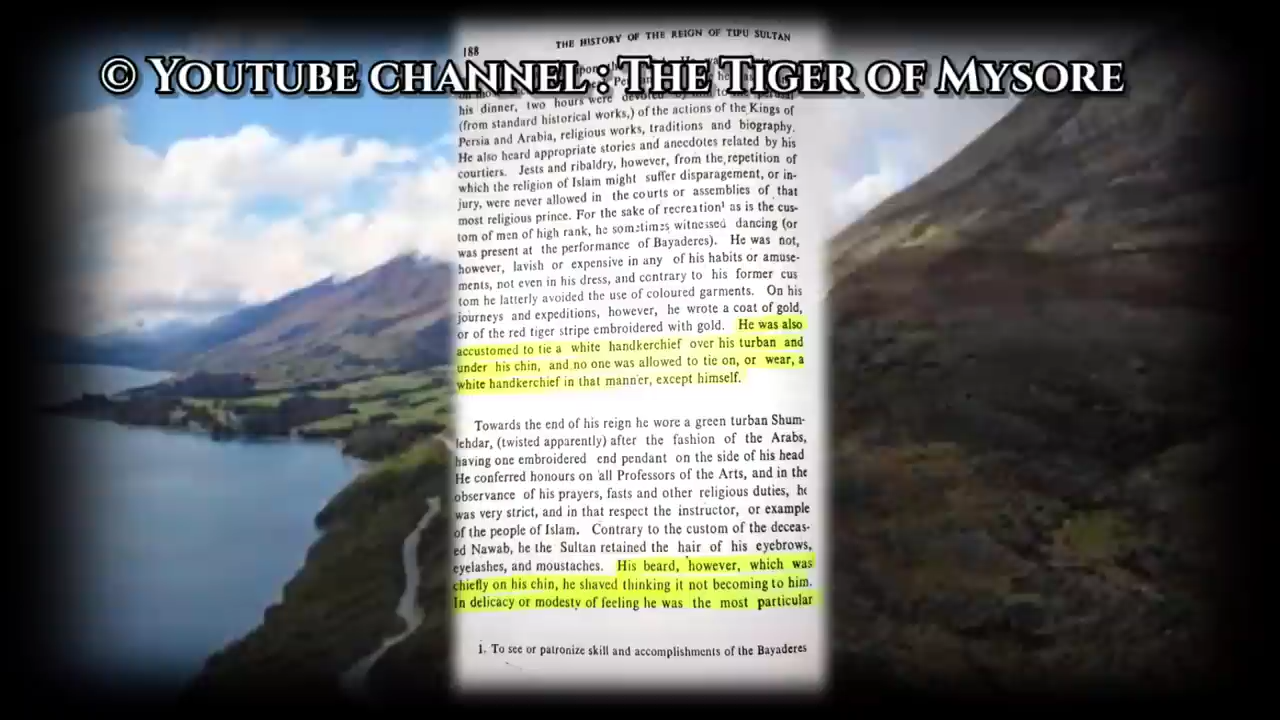 188 THE HISTORY OF THE REIGN OF TIPU SULTAN
© YOUTUBE CHANNEL : THE TIGER OF MYSORE
his dinner, two hours were devoted by him to the perusal
(from standard historical works,) of the actions of the Kings of
Persia and Arabia, religious works, traditions and biography.
He also heard appropriate stories and anecdotes related by his
courtiers. Jests and ribaldry, however, from the repetition of
which the religion of Islam might suffer disparagement, or in-
jury, were never allowed in the courts or assemblies of that
most religious prince. For the sake of recreation¹ as is the cus-
tom of men of high rank, he sometimes witnessed dancing (or
was present at the performance of Bayaderes). He was not,
however, lavish or expensive in any of his habits or amuse-
ments, not even in his dress, and contrary to his former cus
tom he latterly avoided the use of coloured garments. On his
journeys and expeditions, however, he wrote a coat of gold,
or of the red tiger stripe embroidered with gold. He was also
accustomed to tie a white handkerchief over his turban and
under his chin, and no one was allowed to tie on, or wear, a
white handkerchief in that manner, except himself.
Towards the end of his reign he wore a green turban Shum-
lehdar, (twisted apparently) after the fashion of the Arabs,
having one embroidered end pendant on the side of his head
He conferred honours on all Professors of the Arts, and in the
observance of his prayers, fasts and other religious duties, he
was very strict, and in that respect the instructor, or example
of the people of Islam. Contrary to the custom of the deceas-
ed Nawab, he the Sultan retained the hair of his eyebrows,
eyelashes, and moustaches. His beard, however, which was
chiefly on his chin, he shaved thinking it not becoming to him.
In delicacy or modesty of feeling he was the most particular
1. To see or patronize skill and accomplishments of the Bayaderes